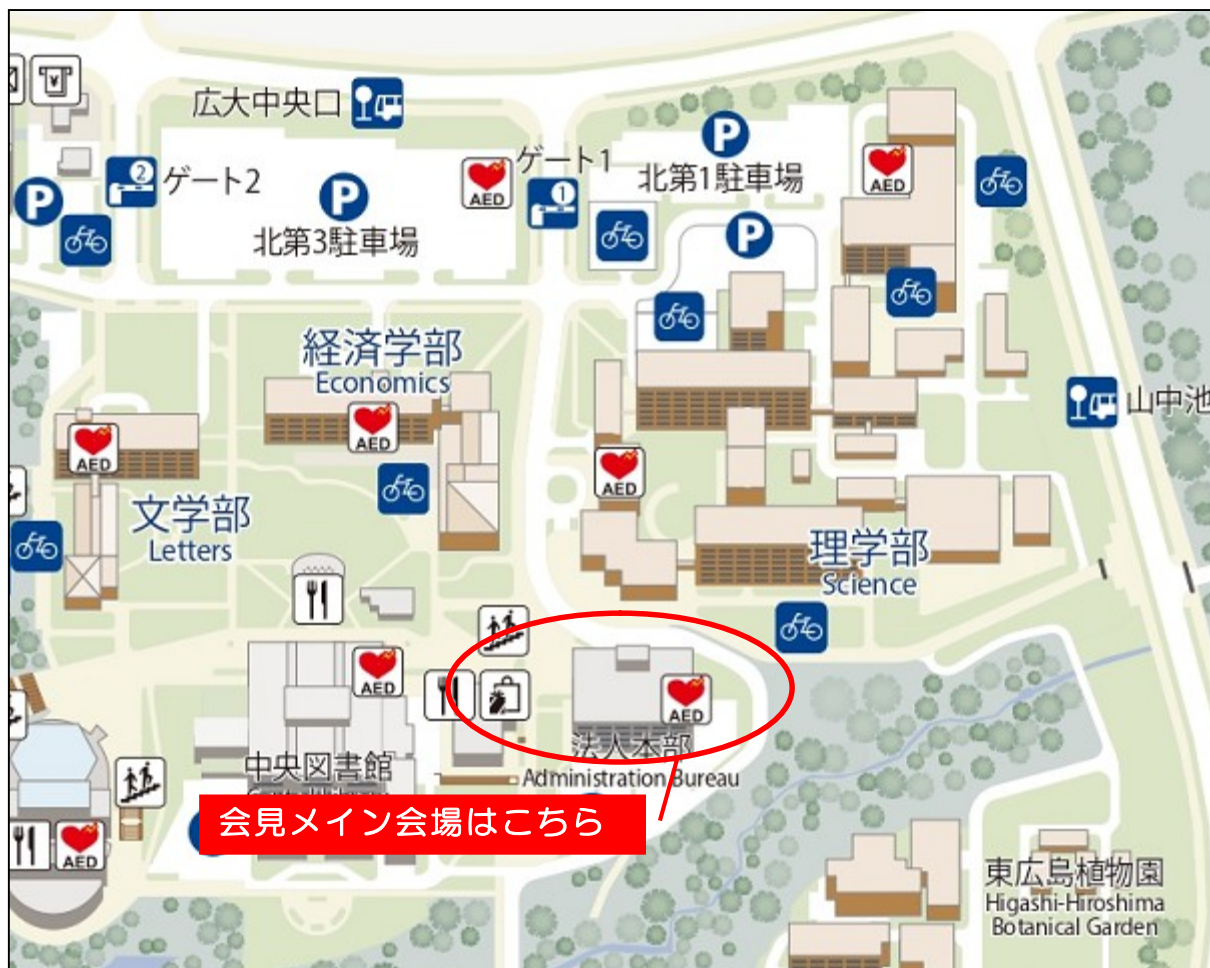 ¥
広大中央口
P
ゲート1
AED
①
P
北第1駐車場
AED
②
ゲート2
P
P
北第3駐車場
P
経済学部
Economics
AED
山中池
AED
文学部
Letters
AED
理学部
Science
AED
AED
法人本部
Administration Bureau
中央図書館
会見メイン会場はこちら
AED
東広島植物園
Higashi-Hiroshima
Botanical Garden